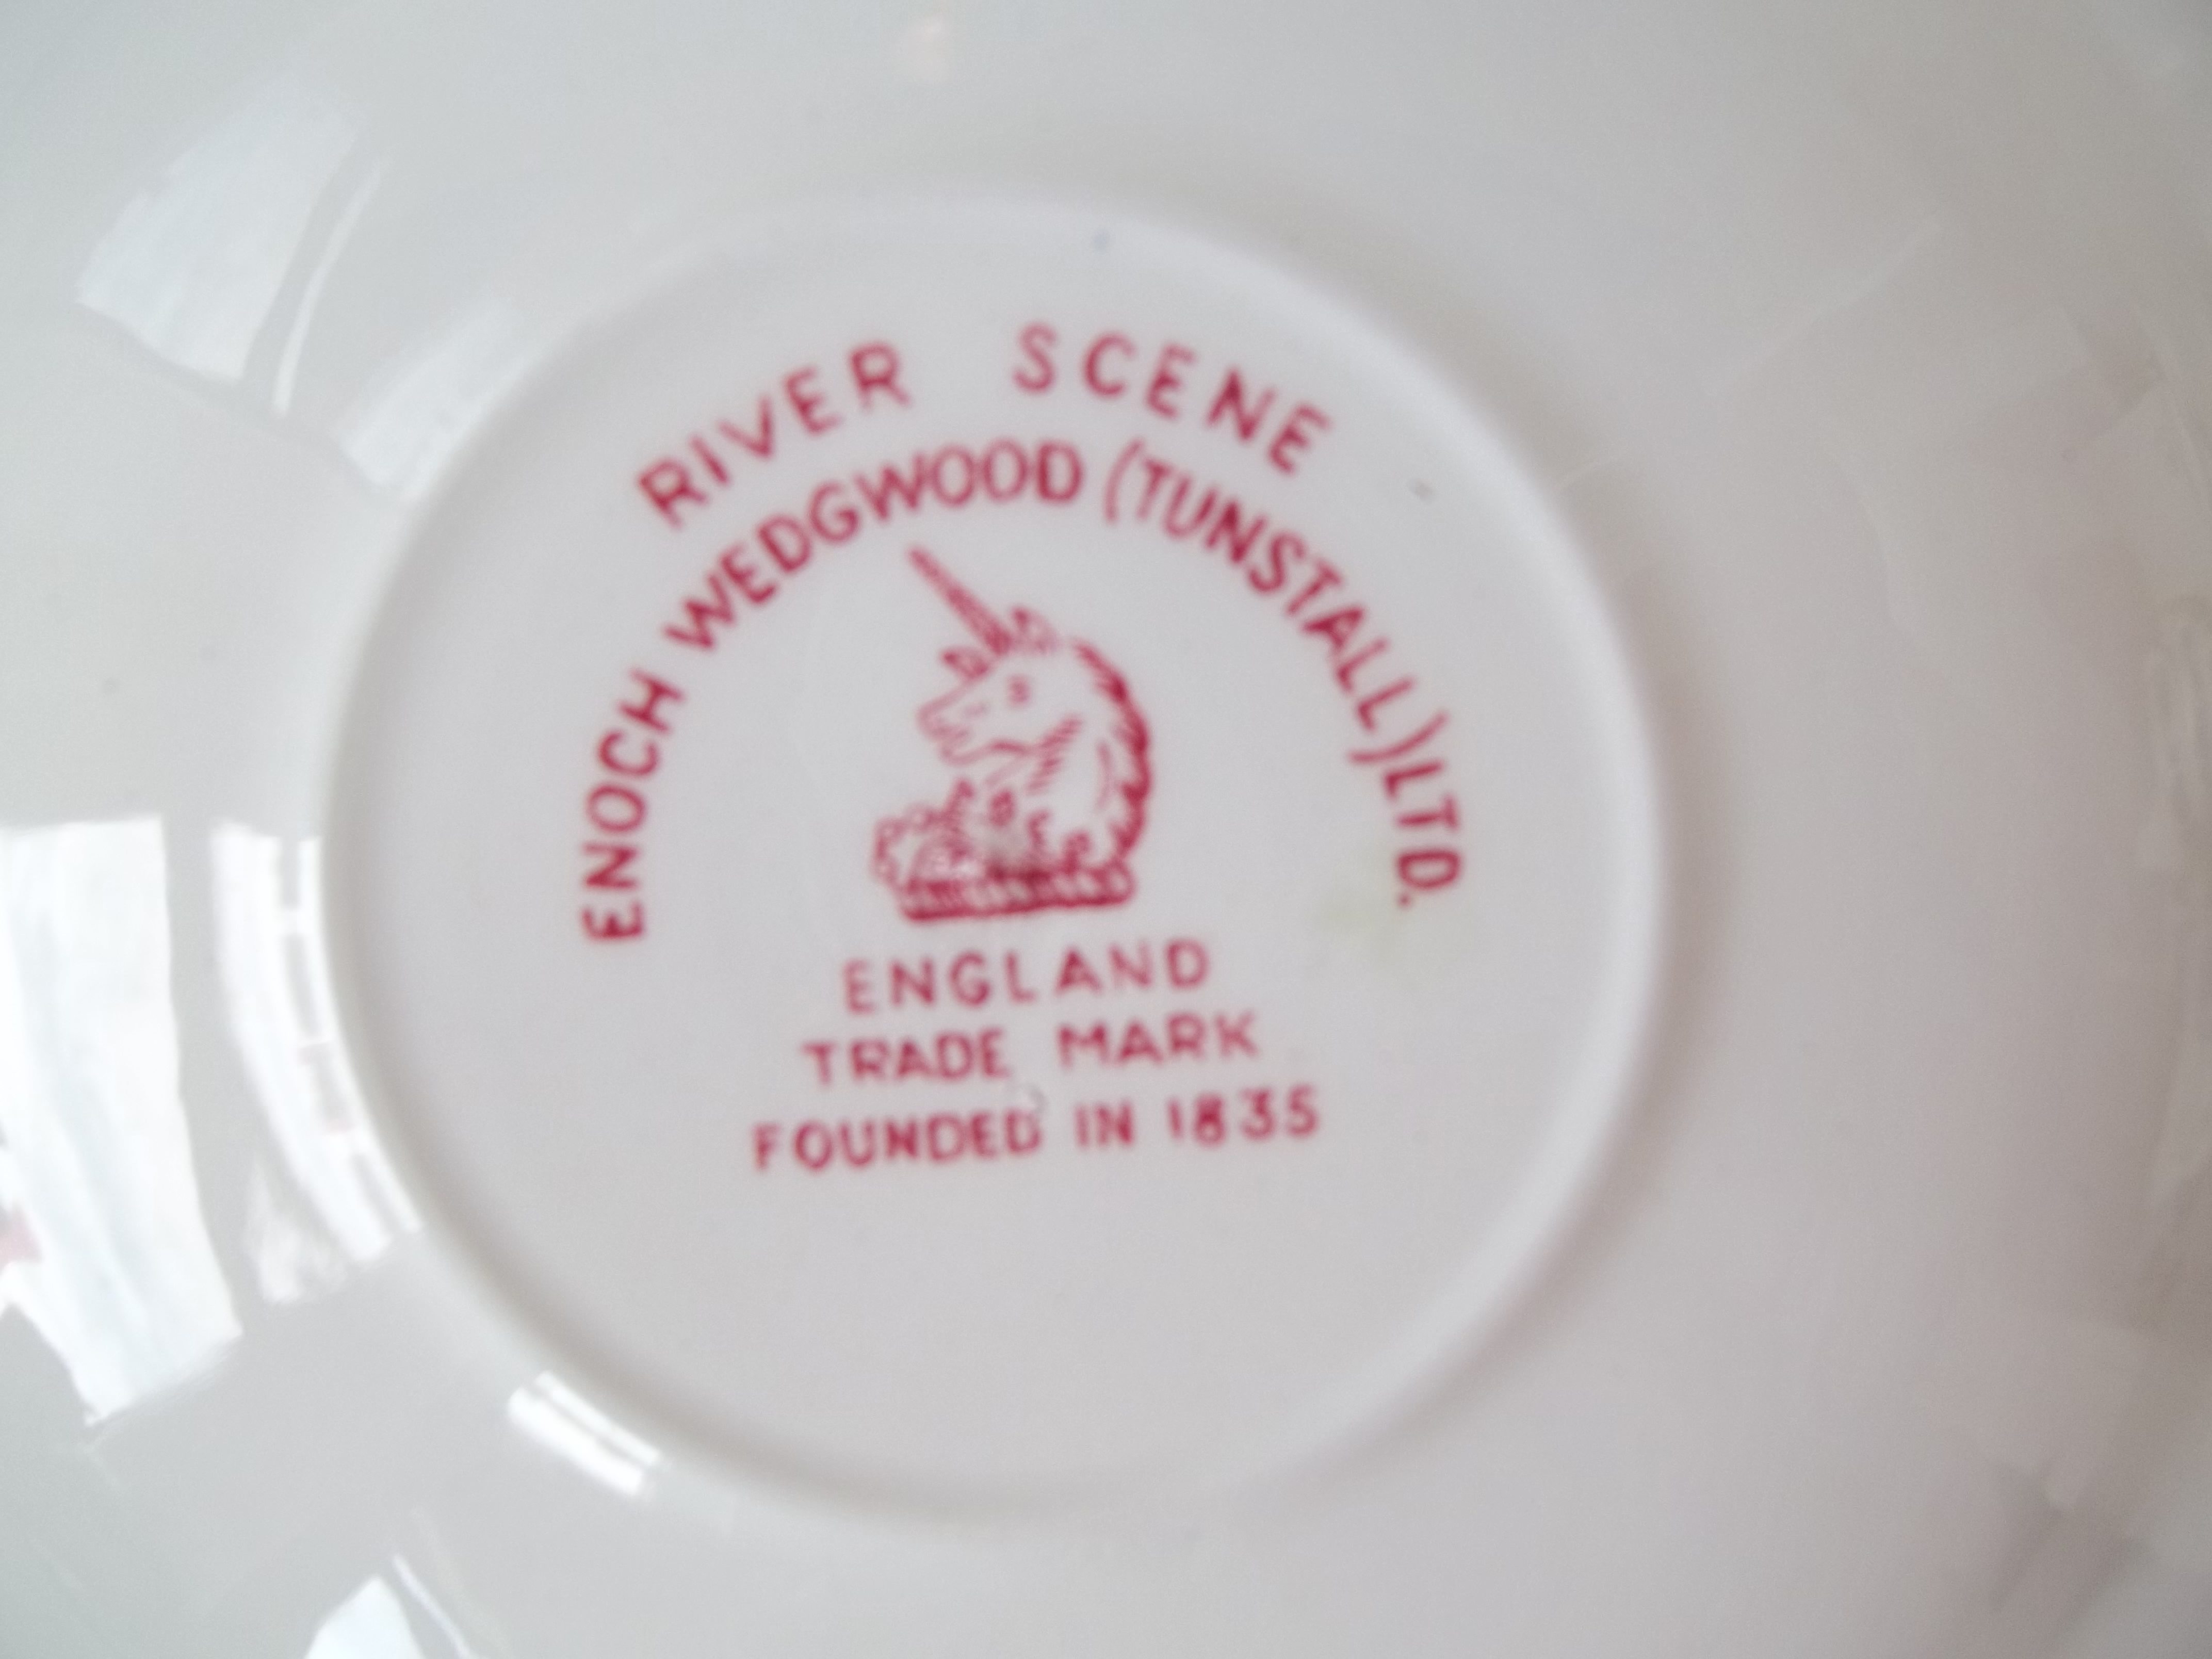 RIVER SCENE
ENOCH WEDGWOOD (TUNSTALL) LTD.
ENGLAND
TRADE MARK
FOUNDED IN 1835